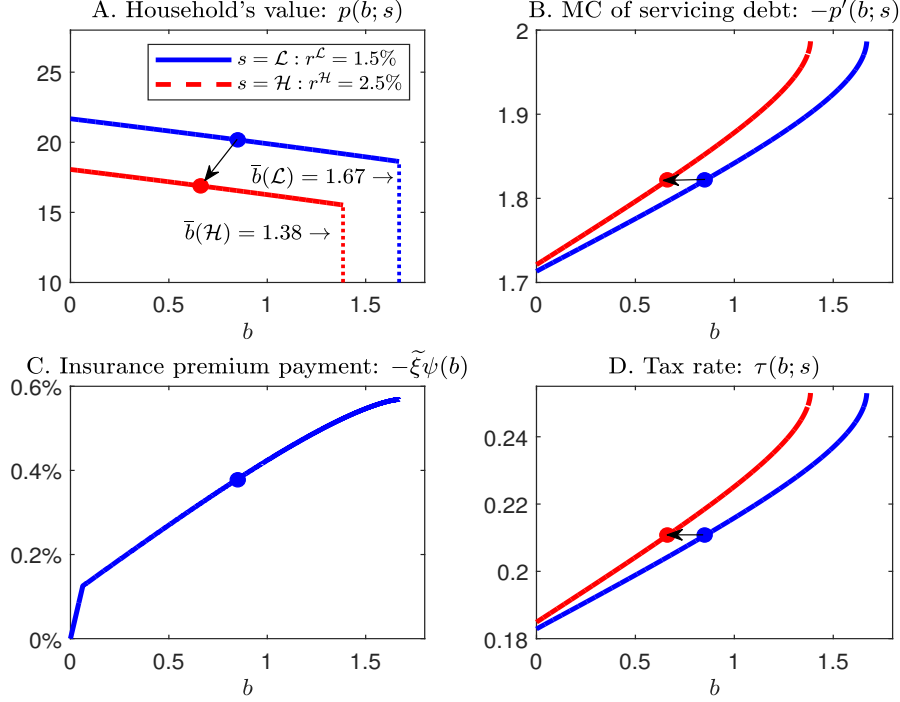 A. Household's value: p(b; s)
25
20
15
10
s = ℒ : r^ℒ = 1.5%
s = ℋ : r^ℋ = 2.5%
b̅(ℒ) = 1.67 →
b̅(ℋ) = 1.38 →
0 0.5 1 1.5
b
B. MC of servicing debt: −p′(b; s)
2
1.9
1.8
1.7
0 0.5 1 1.5
b
C. Insurance premium payment: −ξ̃ψ(b)
0.6%
0.4%
0.2%
0%
0 0.5 1 1.5
b
D. Tax rate: τ(b; s)
0.24
0.22
0.2
0.18
0 0.5 1 1.5
b